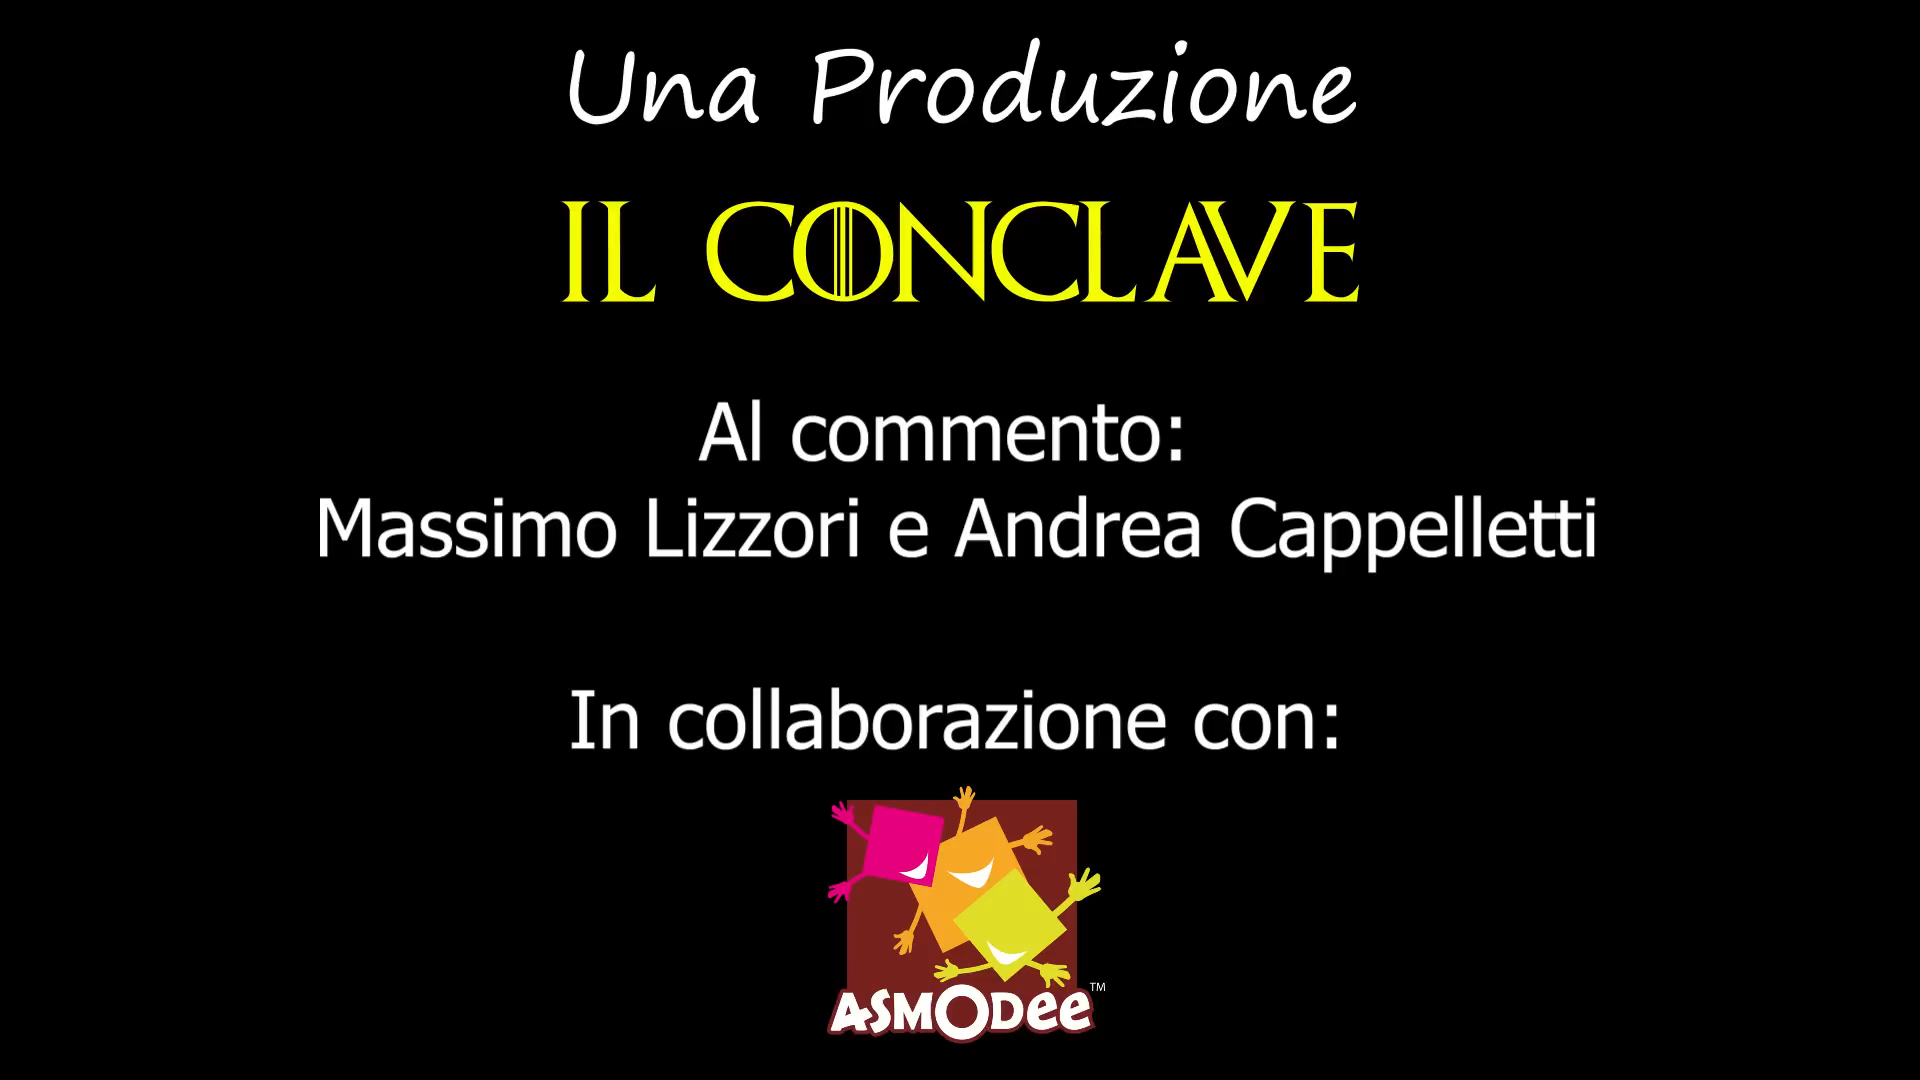 Una Produzione
IL CONCLAVE
Al commento:
Massimo Lizzori e Andrea Cappelletti
In collaborazione con:
ASMODee™